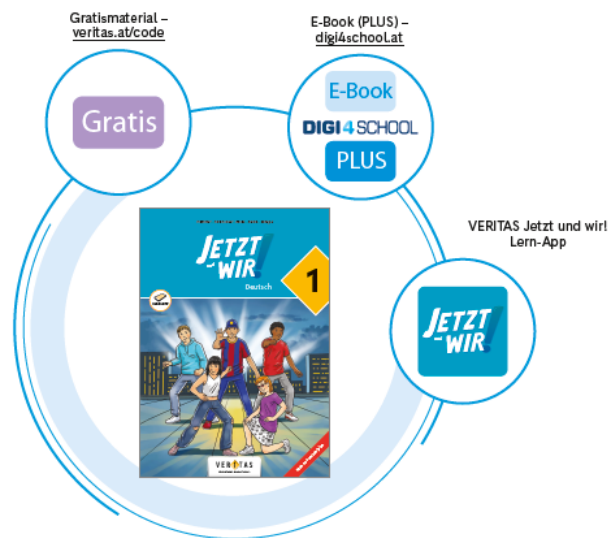 Gratismaterial –
veritas.at/code
Gratis
E-Book (PLUS) –
digi4school.at
E-Book
DIGI4SCHOOL
PLUS
VERITAS Jetzt und wir!
Lern-App
JETZT
-WIR!
JETZT
-WIR!
Deutsch
1
VERITAS